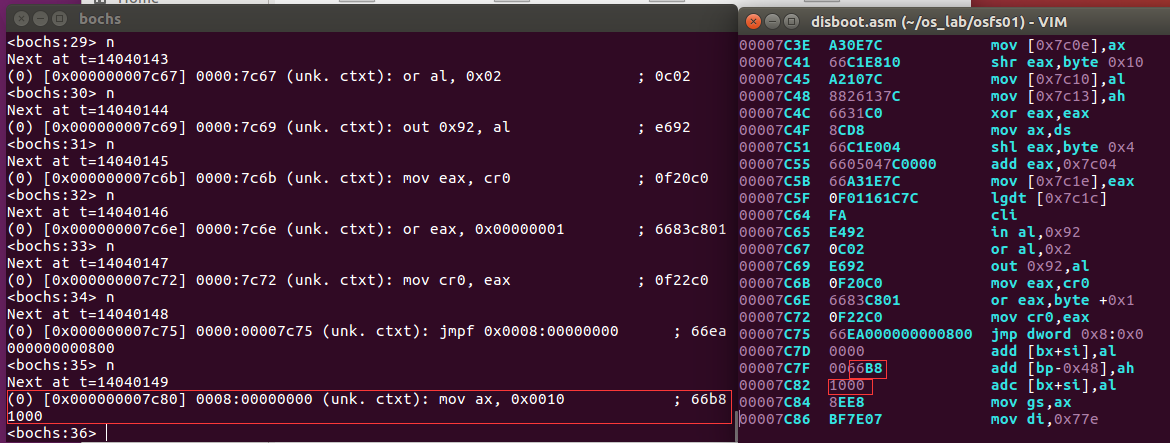 Home
bochs
<bochs:29> n
Next at t=14040143
(0) [0x000000007c67] 0000:7c67 (unk. ctxt): or al, 0x02 ; 0c02
<bochs:30> n
Next at t=14040144
(0) [0x000000007c69] 0000:7c69 (unk. ctxt): out 0x92, al ; e692
<bochs:31> n
Next at t=14040145
(0) [0x000000007c6b] 0000:7c6b (unk. ctxt): mov eax, cr0 ; 0f20c0
<bochs:32> n
Next at t=14040146
(0) [0x000000007c6e] 0000:7c6e (unk. ctxt): or eax, 0x00000001 ; 6683c801
<bochs:33> n
Next at t=14040147
(0) [0x000000007c72] 0000:7c72 (unk. ctxt): mov cr0, eax ; 0f22c0
<bochs:34> n
Next at t=14040148
(0) [0x000000007c75] 0000:00007c75 (unk. ctxt): jmpf 0x0008:00000000 ; 66ea
000000000800
<bochs:35> n
Next at t=14040149
(0) [0x000000007c80] 0008:00000000 (unk. ctxt): mov ax, 0x0010 ; 66b8
1000
<bochs:36>
disboot.asm (~/os_lab/osfs01) - VIM
00007C3E A30E7C mov [0x7c0e],ax
00007C41 66C1E810 shr eax,byte 0x10
00007C45 A2107C mov [0x7c10],al
00007C48 8826137C mov [0x7c13],ah
00007C4C 6631C0 xor eax,eax
00007C4F 8CD8 mov ax,ds
00007C51 66C1E004 shl eax,byte 0x4
00007C55 6605047C0000 add eax,0x7c04
00007C5B 66A31E7C mov [0x7c1e],eax
00007C5F 0F01161C7C lgdt [0x7c1c]
00007C64 FA cli
00007C65 E492 in al,0x92
00007C67 0C02 or al,0x2
00007C69 E692 out 0x92,al
00007C6B 0F20C0 mov eax,cr0
00007C6E 6683C801 or eax,byte +0x1
00007C72 0F22C0 mov cr0,eax
00007C75 66EA000000000800 jmp dword 0x8:0x0
00007C7D 0000 add [bx+si],al
00007C7F 0066B8 add [bp-0x48],ah
00007C82 1000 adc [bx+si],al
00007C84 8EE8 mov gs,ax
00007C86 BF7E07 mov di,0x77e